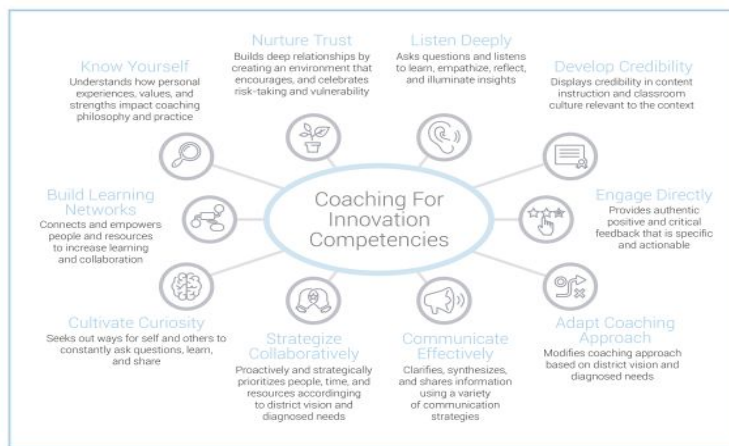 Nurture Trust
Builds deep relationships by
creating an environment that
encourages, and celebrates
risk-taking and vulnerability
Listen Deeply
Asks questions and listens
to learn, empathize, reflect,
and illuminate insights
Know Yourself
Understands how personal
experiences, values, and
strengths impact coaching
philosophy and practice
Develop Credibility
Displays credibility in content
instruction and classroom
culture relevant to the context
Coaching For
Innovation
Competencies
Build Learning
Networks
Connects and empowers
people and resources
to increase learning
and collaboration
Engage Directly
Provides authentic
positive and critical
feedback that is specific
and actionable
Cultivate Curiosity
Seeks out ways for self and others to
constantly ask questions, learn,
and share
Strategize
Collaboratively
Proactively and strategically
prioritizes people, time, and
resources accordinging
to district vision and
diagnosed needs
Communicate
Effectively
Clarifies, synthesizes,
and shares information
using a variety
of communication
strategies
Adapt Coaching
Approach
Modifies coaching approach
based on district vision and
diagnosed needs